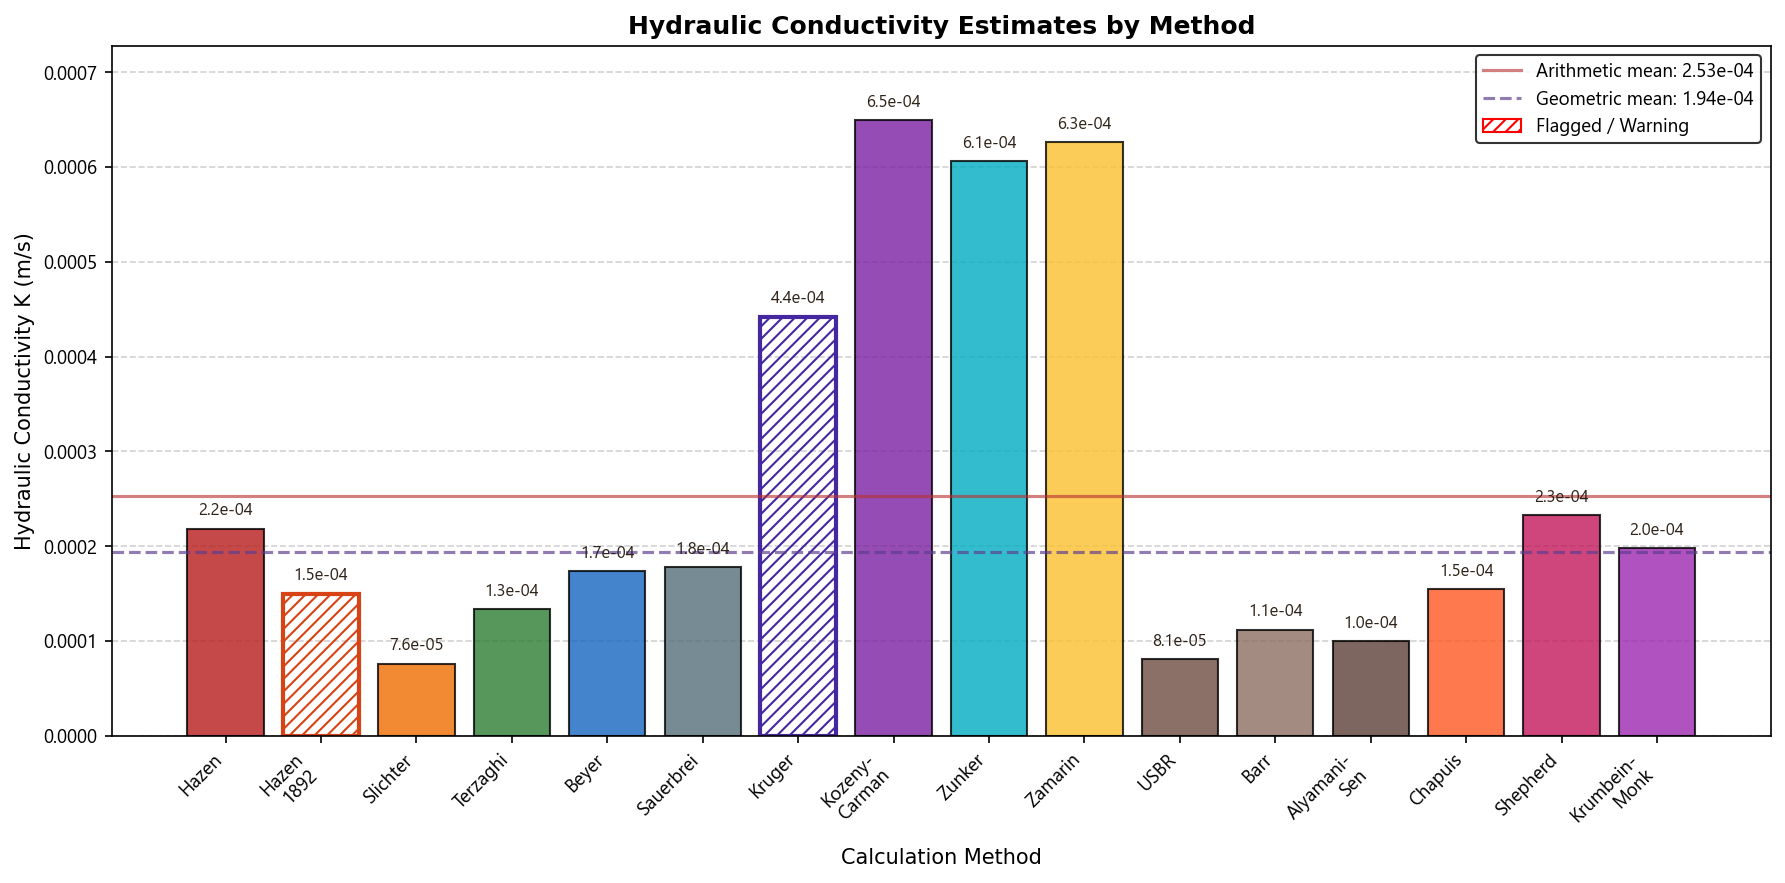 Hydraulic Conductivity Estimates by Method
Arithmetic mean: 2.53e-04
Geometric mean: 1.94e-04
Flagged / Warning
Hydraulic Conductivity K (m/s)
0.0007
0.0006
0.0005
0.0004
0.0003
0.0002
0.0001
0.0000
2.2e-04
1.5e-04
7.6e-05
1.3e-04
1.7e-04
1.8e-04
4.4e-04
6.5e-04
6.1e-04
6.3e-04
8.1e-05
1.1e-04
1.0e-04
1.5e-04
2.3e-04
2.0e-04
Hazen
Hazen
1892
Slichter
Terzaghi
Beyer
Sauerbrei
Kruger
Kozeny-
Carman
Zunker
Zamarin
USBR
Barr
Alyamani-
Sen
Chapuis
Shepherd
Krumbein-
Monk
Calculation Method